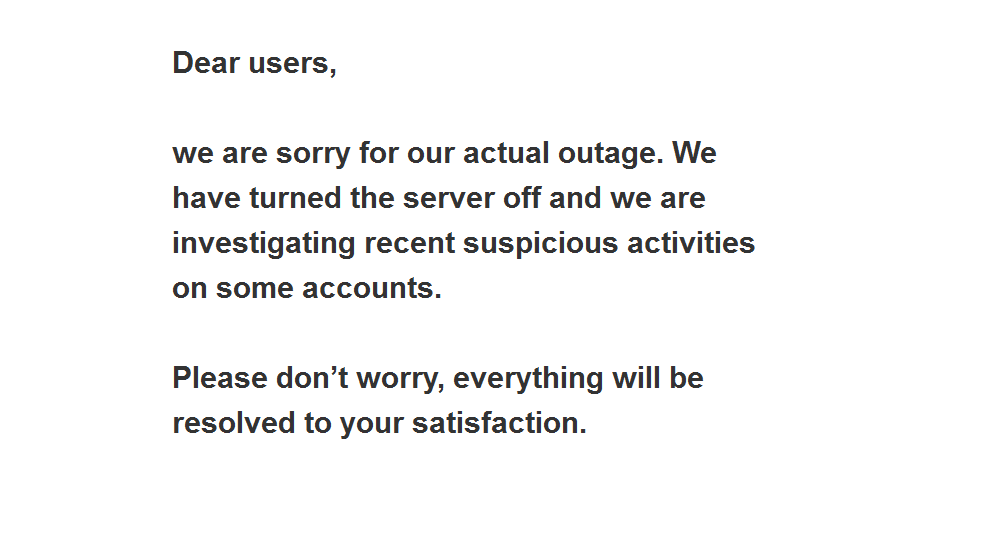 Dear users,
we are sorry for our actual outage. We
have turned the server off and we are
investigating recent suspicious activities
on some accounts.
Please don’t worry, everything will be
resolved to your satisfaction.